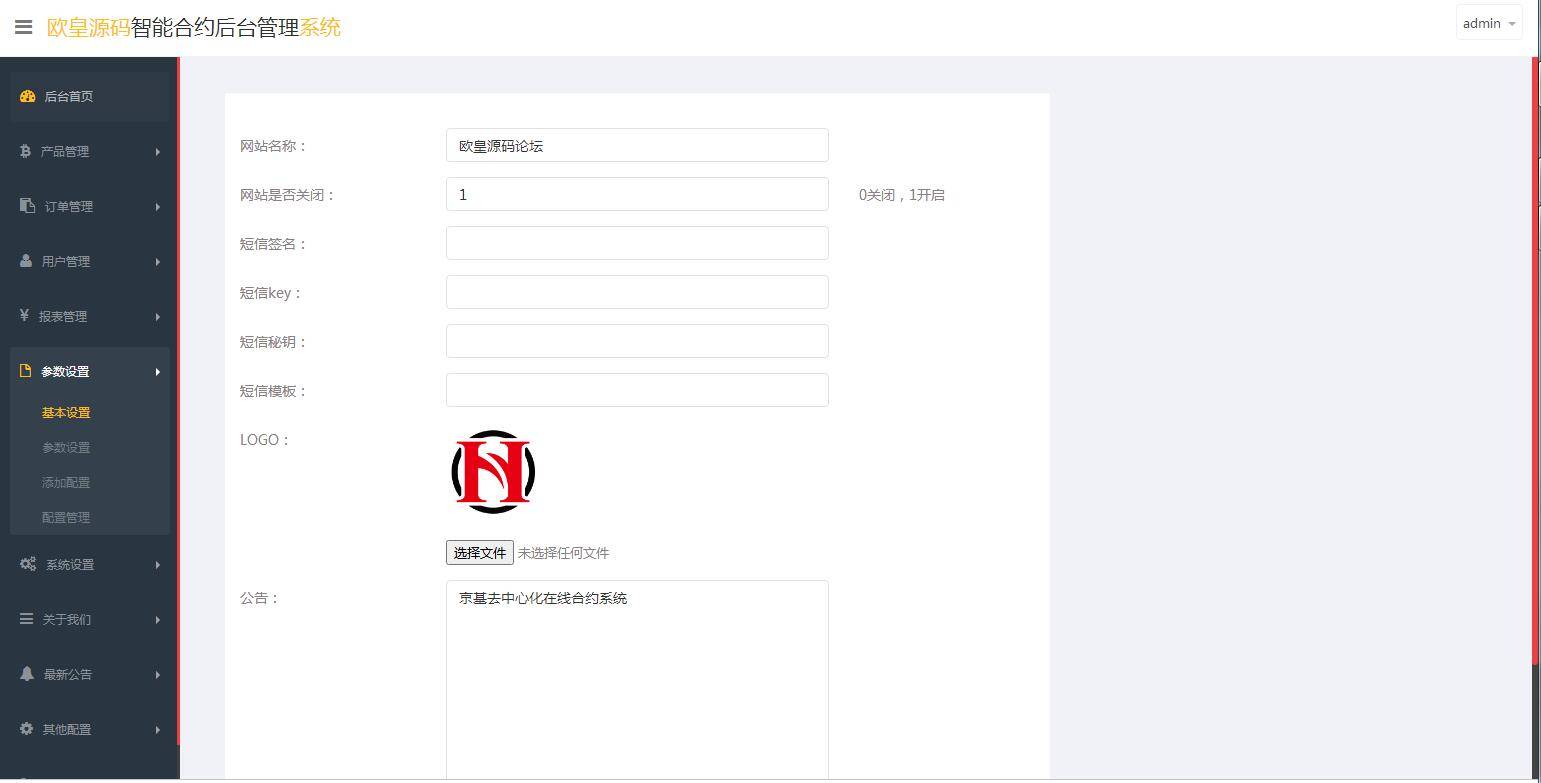 欧皇源码智能合约后台管理系统
admin
后台首页
产品管理
订单管理
用户管理
报表管理
参数设置
基本设置
参数设置
添加配置
配置管理
系统设置
关于我们
最新公告
其他配置
网站名称：
欧皇源码论坛
网站是否关闭：
1
0关闭，1开启
短信签名：
短信key：
短信秘钥：
短信模板：
LOGO：
选择文件 未选择任何文件
公告：
京基去中心化在线合约系统